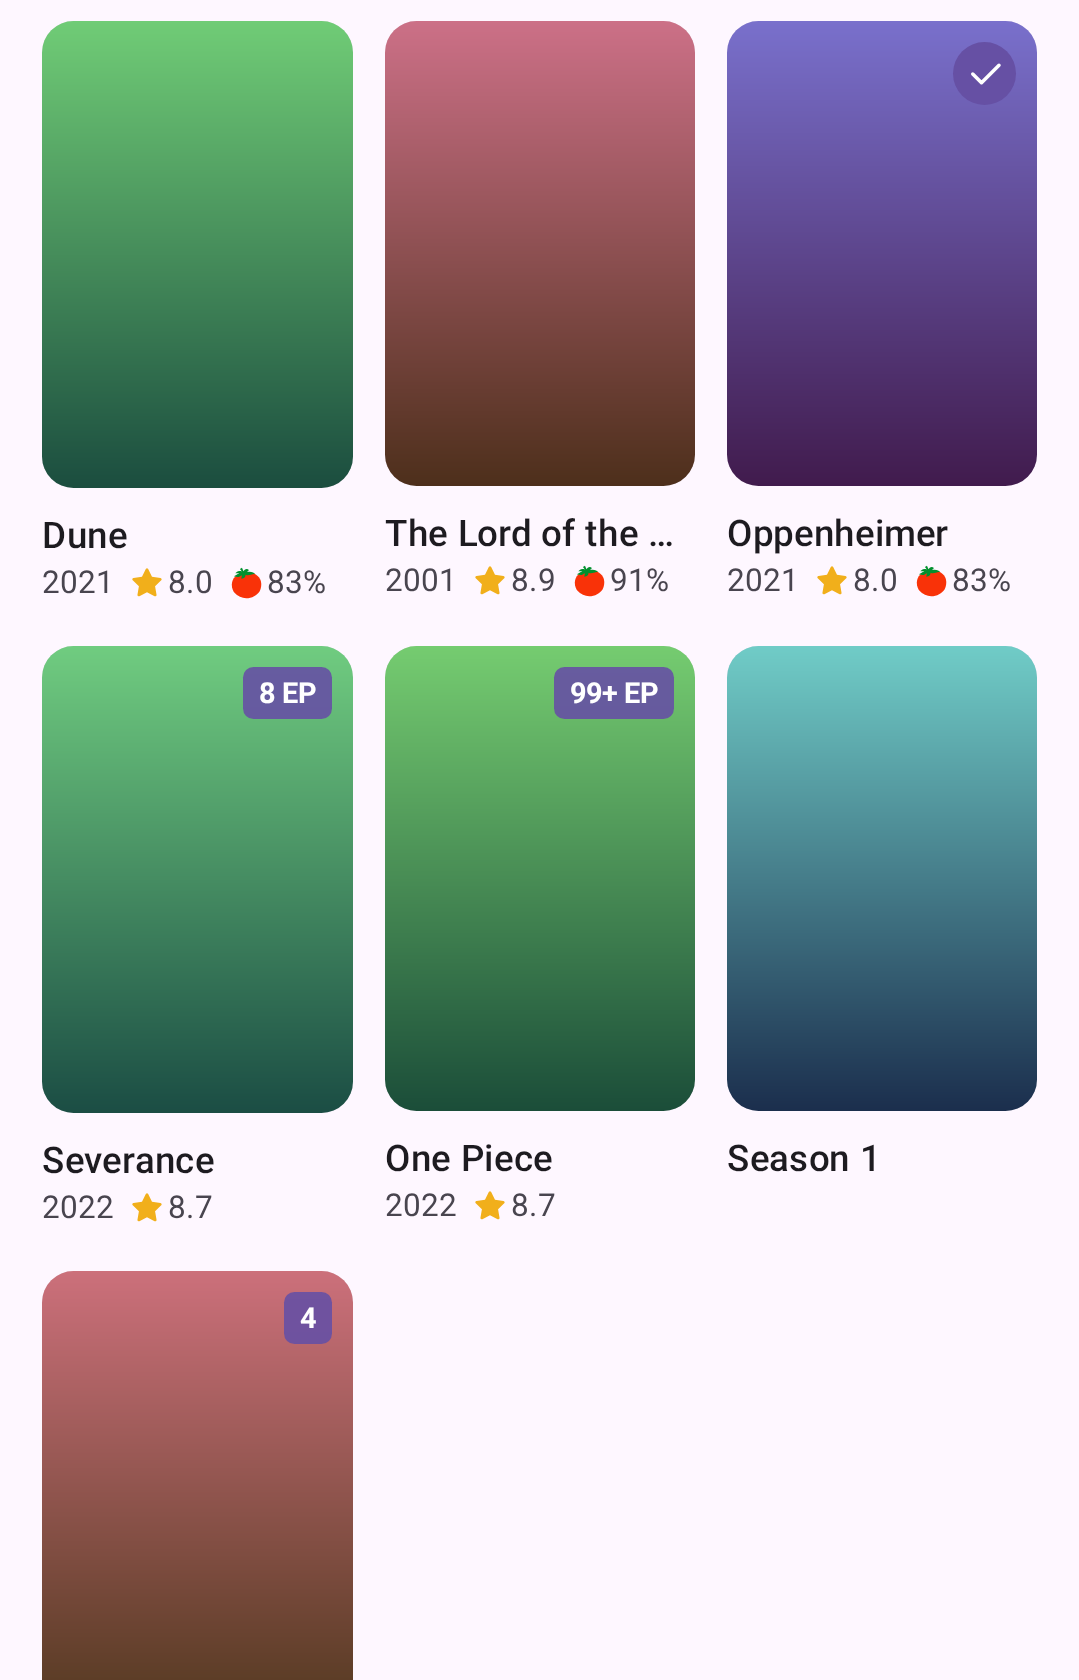 Dune
2021 ⭐ 8.0 🍅 83%
The Lord of the ...
2001 ⭐ 8.9 🍅 91%
Oppenheimer
2021 ⭐ 8.0 🍅 83%
8 EP
Severance
2022 ⭐ 8.7
99+ EP
One Piece
2022 ⭐ 8.7
Season 1
4